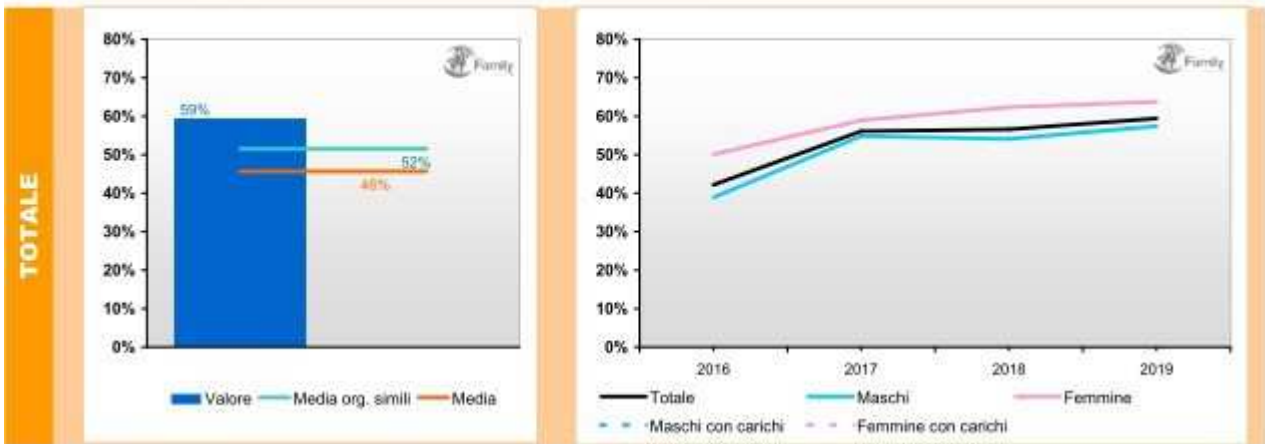 TOTALE
80%
70%
60%
50%
40%
30%
20%
10%
0%
Family
59%
52%
46%
Valore
Media org. simili
Media
80%
70%
60%
50%
40%
30%
20%
10%
0%
Family
2016
2017
2018
2019
Totale
Maschi
Femmine
Maschi con carichi
Femmine con carichi